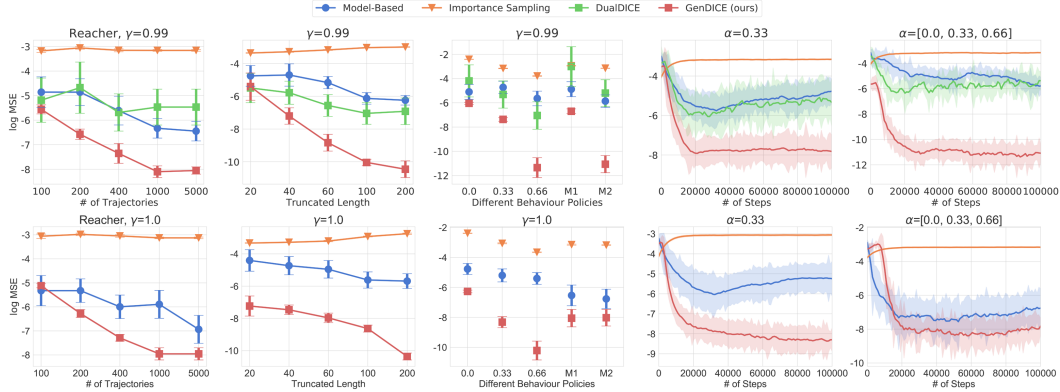 Model-Based Importance Sampling DualDICE GenDICE (ours)
Reacher, γ=0.99
log MSE
-3
-4
-5
-6
-7
-8
100 200 400 1000 5000
# of Trajectories
γ=0.99
-4
-6
-8
-10
20 40 60 100 200
Truncated Length
γ=0.99
-2
-4
-6
-8
-10
-12
0.0 0.33 0.66 M1 M2
Different Behaviour Policies
α=0.33
-4
-6
-8
0 20000 40000 60000 80000 100000
# of Steps
α=[0.0, 0.33, 0.66]
-4
-6
-8
-10
-12
0 20000 40000 60000 80000 100000
# of Steps
Reacher, γ=1.0
log MSE
-3
-4
-5
-6
-7
-8
100 200 400 1000 5000
# of Trajectories
γ=1.0
-4
-6
-8
-10
20 40 60 100 200
Truncated Length
γ=1.0
-4
-6
-8
-10
0.0 0.33 0.66 M1 M2
Different Behaviour Policies
α=0.33
-3
-4
-5
-6
-7
-8
-9
0 20000 40000 60000 80000 100000
# of Steps
α=[0.0, 0.33, 0.66]
-2
-4
-6
-8
-10
0 20000 40000 60000 80000 100000
# of Steps